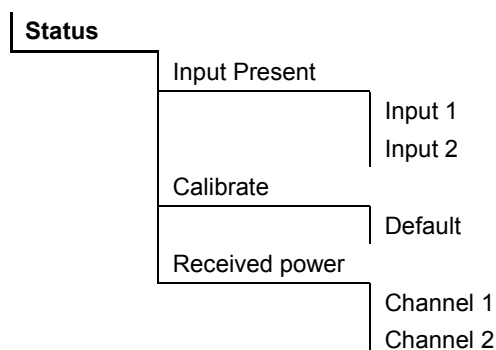 Status
Input Present
Input 1
Input 2
Calibrate
Default
Received power
Channel 1
Channel 2